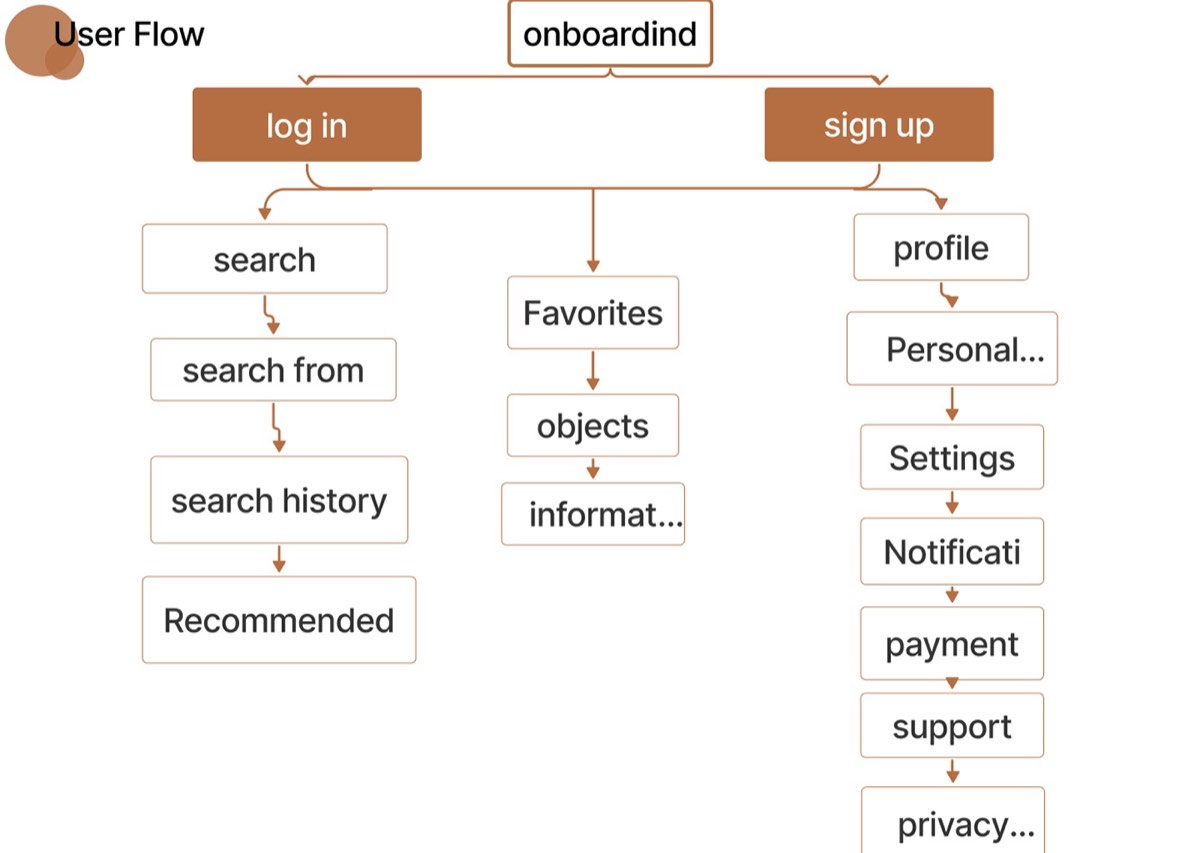 User Flow
onboardind
log in
sign up
search
search from
search history
Recommended
Favorites
objects
informat...
profile
Personal...
Settings
Notificati
payment
support
privacy...